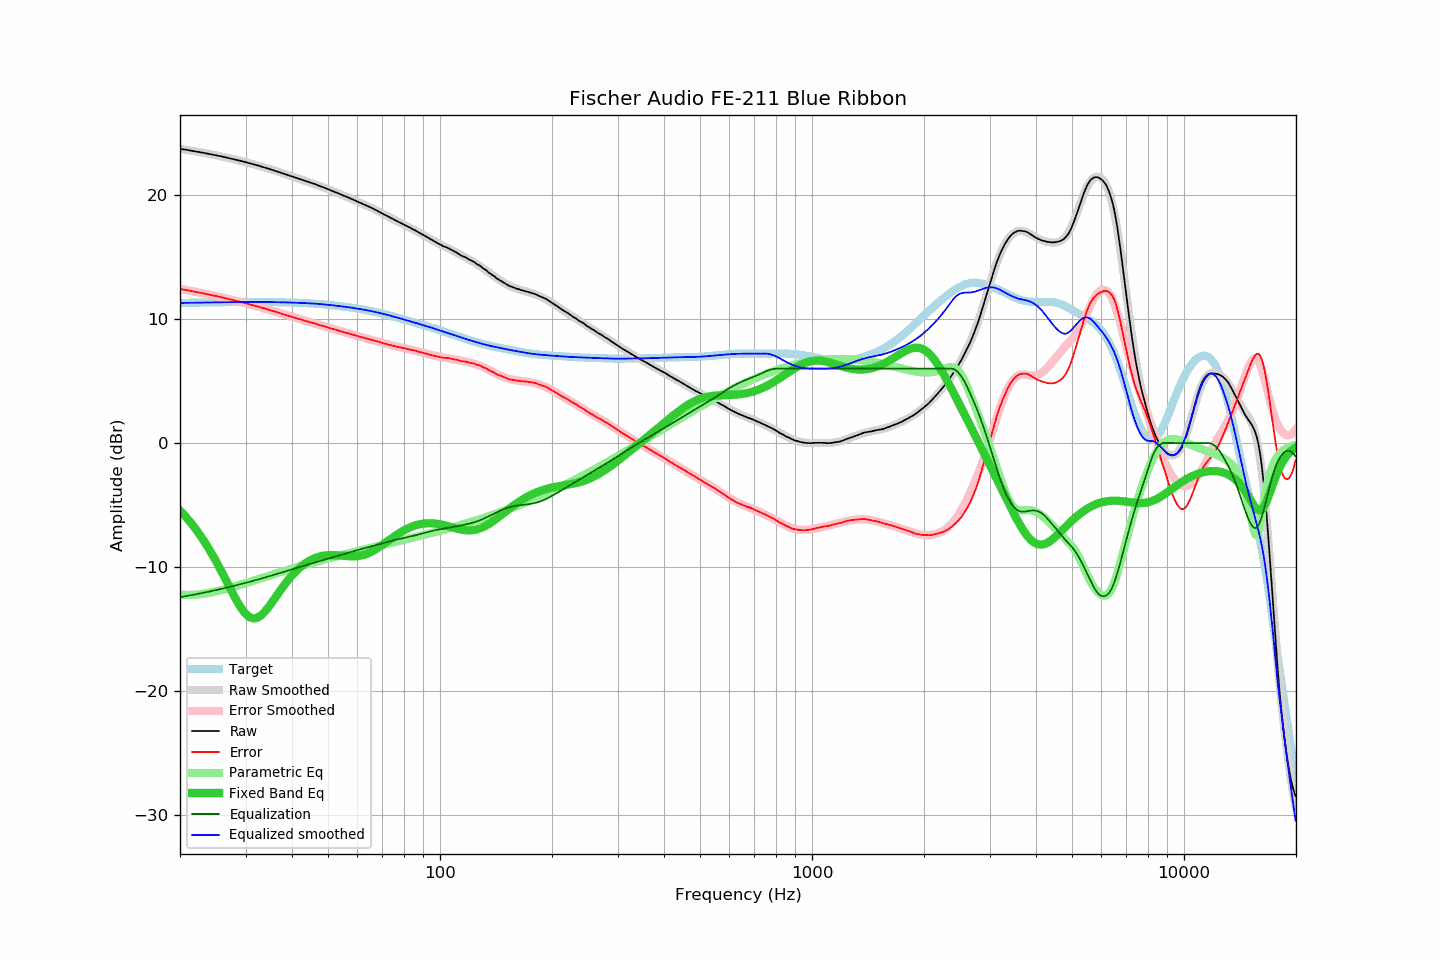 Fischer Audio FE-211 Blue Ribbon
Amplitude (dBr)
20
10
0
−10
−20
−30
Target
Raw Smoothed
Error Smoothed
Raw
Error
Parametric Eq
Fixed Band Eq
Equalization
Equalized smoothed
100
1000
10000
Frequency (Hz)